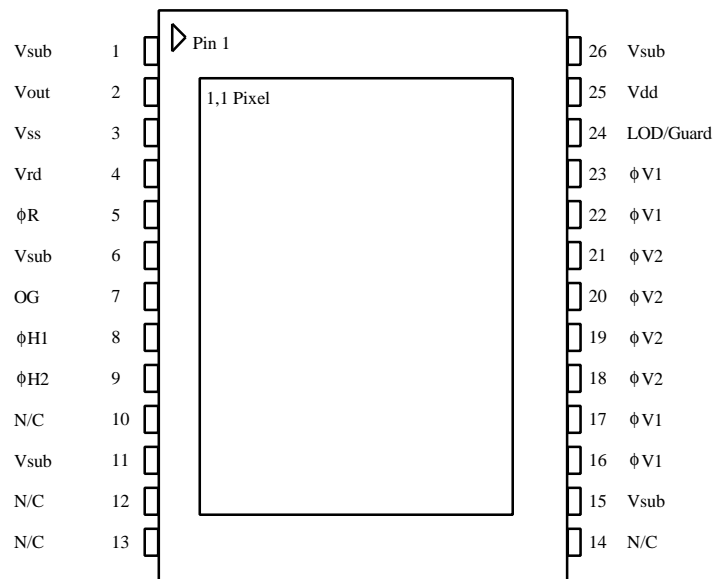 Pin 1
Vsub 1 26 Vsub
Vout 2 1,1 Pixel 25 Vdd
Vss 3 24 LOD/Guard
Vrd 4 23 ϕV1
ϕR 5 22 ϕV1
Vsub 6 21 ϕV2
OG 7 20 ϕV2
ϕH1 8 19 ϕV2
ϕH2 9 18 ϕV2
N/C 10 17 ϕV1
Vsub 11 16 ϕV1
N/C 12 15 Vsub
N/C 13 14 N/C